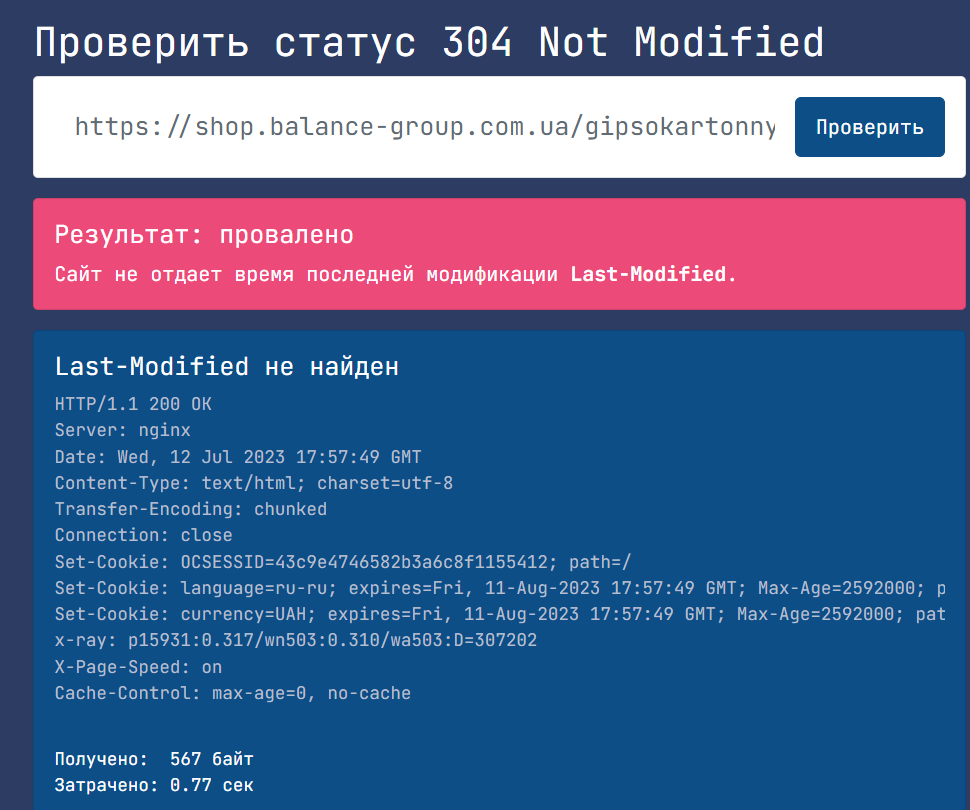 Проверить статус 304 Not Modified
https://shop.balance-group.com.ua/gipsokartonny
Проверить
Результат: провалено
Сайт не отдает время последней модификации Last-Modified.
Last-Modified не найден
HTTP/1.1 200 OK
Server: nginx
Date: Wed, 12 Jul 2023 17:57:49 GMT
Content-Type: text/html; charset=utf-8
Transfer-Encoding: chunked
Connection: close
Set-Cookie: OCSESSID=43c9e4746582b3a6c8f1155412; path=/
Set-Cookie: language=ru-ru; expires=Fri, 11-Aug-2023 17:57:49 GMT; Max-Age=2592000; p
Set-Cookie: currency=UAH; expires=Fri, 11-Aug-2023 17:57:49 GMT; Max-Age=2592000; pat
x-ray: p15931:0.317/wn503:0.310/wa503:D=307202
X-Page-Speed: on
Cache-Control: max-age=0, no-cache
Получено: 567 байт
Затрачено: 0.77 сек